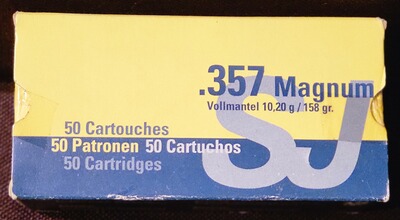 .357 Magnum
Vollmantel 10,20 g / 158 gr.
50 Cartouches
50 Patronen 50 Cartuchos
50 Cartridges
SJ